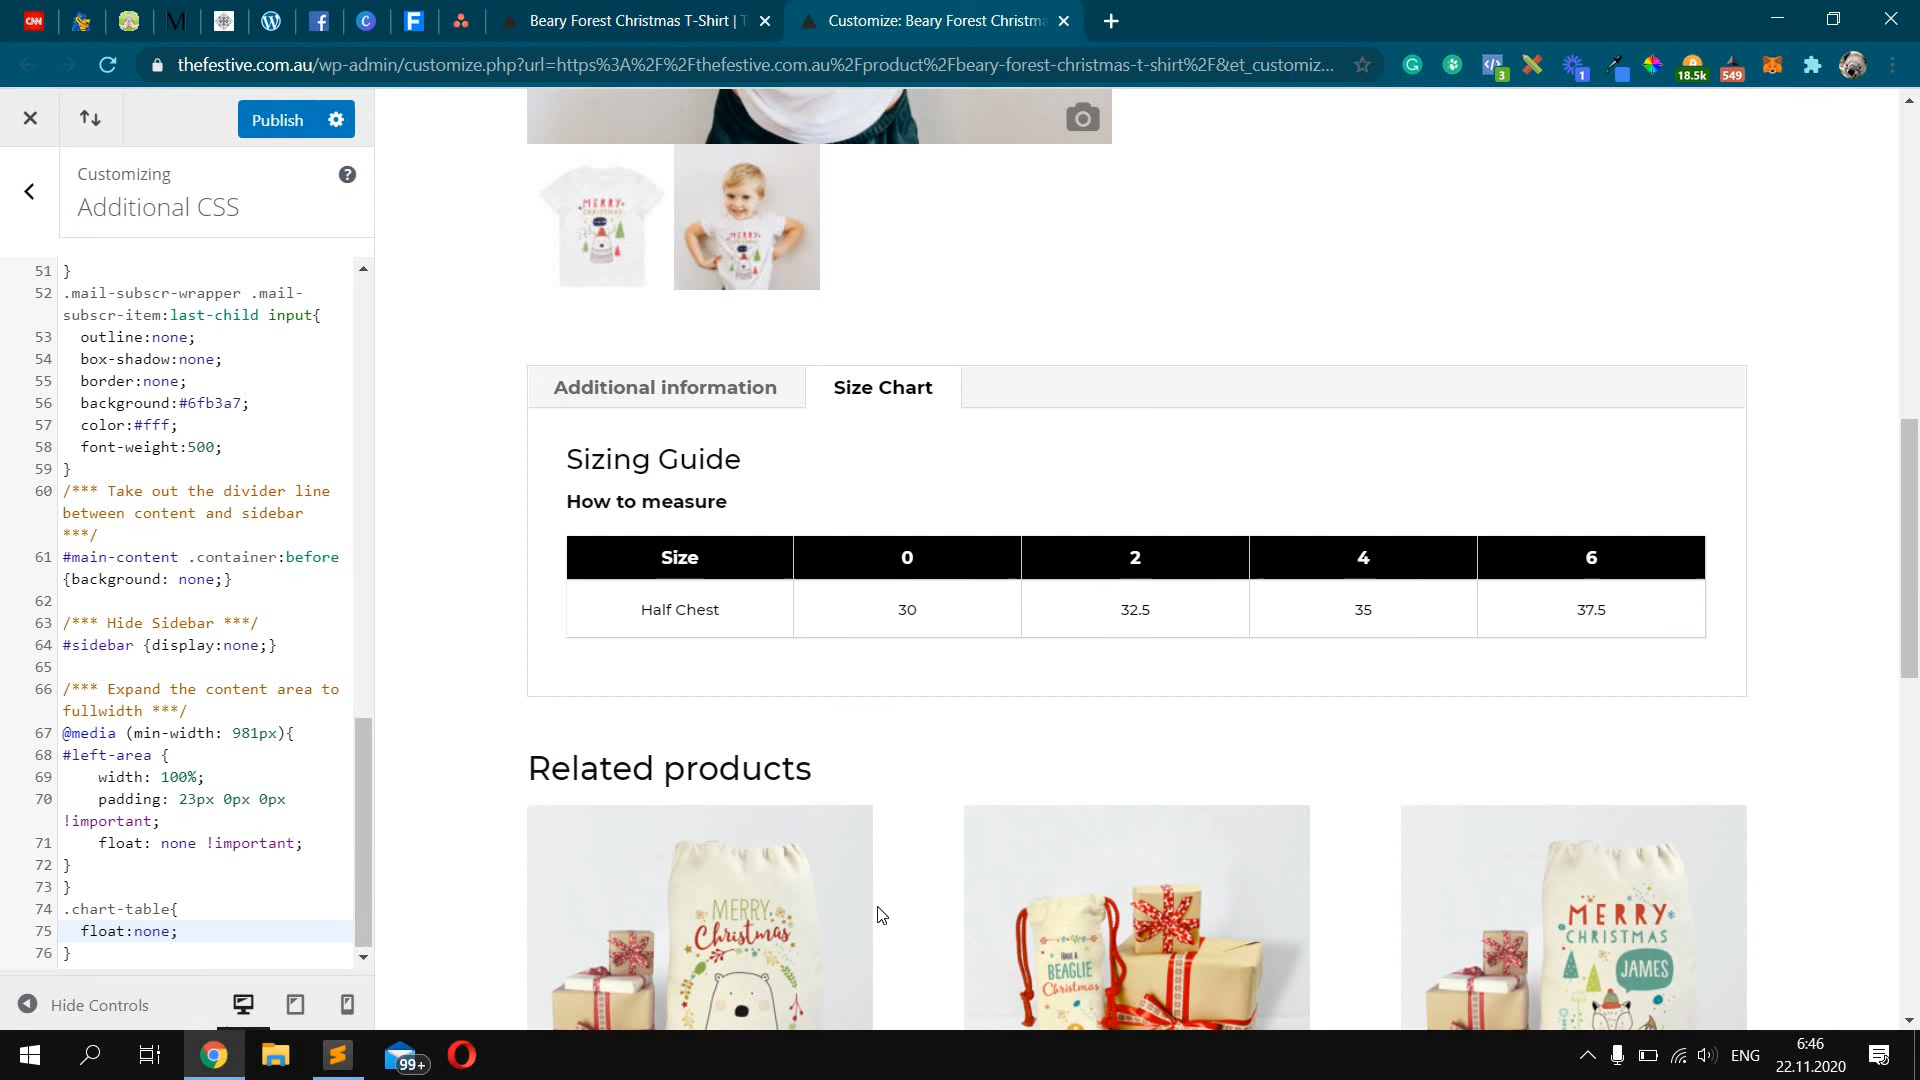 CNN
Beary Forest Christmas T-Shirt | T
Customize: Beary Forest Christma
thefestive.com.au/wp-admin/customize.php?url=https%3A%2F%2Fthefestive.com.au%2Fproduct%2Fbeary-forest-christmas-t-shirt%2F&et_customiz...
3
1
18.5k
549
Publish
Customizing
Additional CSS
51 }
52 .mail-subscr-wrapper .mail-
subscr-item:last-child input{
53 outline:none;
54 box-shadow:none;
55 border:none;
56 background:#6fb3a7;
57 color:#fff;
58 font-weight:500;
59 }
60 /*** Take out the divider line
between content and sidebar
***/
61 #main-content .container:before
{background: none;}
62
63 /*** Hide Sidebar ***/
64 #sidebar {display:none;}
65
66 /*** Expand the content area to
fullwidth ***/
67 @media (min-width: 981px){
68 #left-area {
69 width: 100%;
70 padding: 23px 0px 0px
!important;
71 float: none !important;
72 }
73 }
74 .chart-table{
75 float:none;
76 }
Hide Controls
MERRY
CHRISTMAS
MERRY
Additional information
Size Chart
Sizing Guide
How to measure
Size 0 2 4 6
Half Chest 30 32.5 35 37.5
Related products
MERRY
Christmas
HAVE A
BEAGLIE
Christmas
MERRY
CHRISTMAS
JAMES
99+
ENG
6:46
22.11.2020